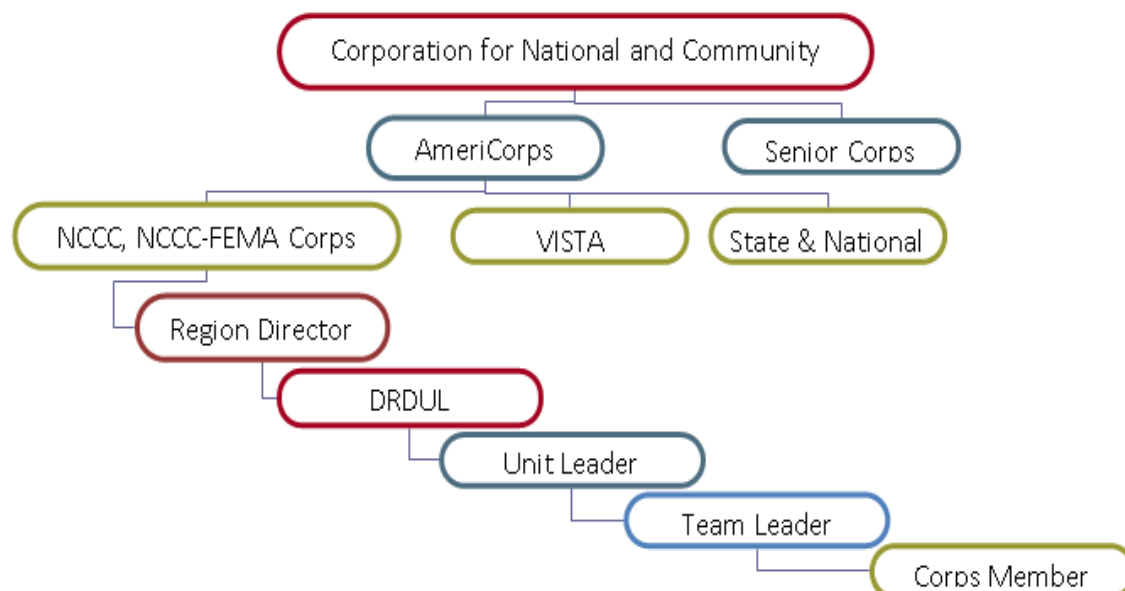 Corporation for National and Community
AmeriCorps
Senior Corps
NCCC, NCCC-FEMA Corps
VISTA
State & National
Region Director
DRDUL
Unit Leader
Team Leader
Corps Member